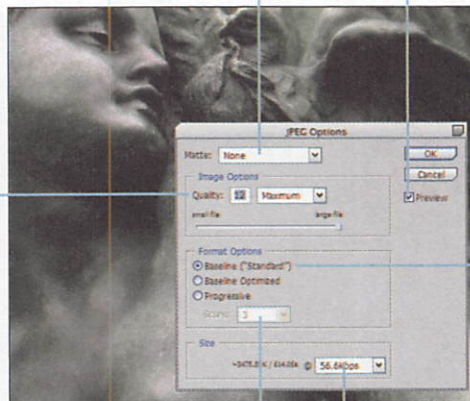 JPEG Options
Matte: None
OK
Cancel
Preview
Image Options
Quality: 12 Maximum
small file large file
Format Options
Baseline ("Standard")
Baseline Optimized
Progressive
Scans: 3
Size
@ 56.6Kbps